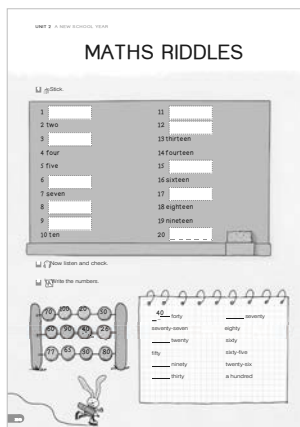 UNIT 2 A NEW SCHOOL YEAR
MATHS RIDDLES
Stick.
1
2 two
3
4 four
5 five
6
7 seven
8
9
10 ten
11
12
13 thirteen
14 fourteen
15
16 sixteen
17
18 eighteen
19 nineteen
20
Now listen and check.
Write the numbers.
70 100 20 50
60 90 40 26
77 65 30 80
40 forty
seventy-seven
twenty
fifty
ninety
thirty
seventy
eighty
sixty
sixty-five
twenty-six
a hundred